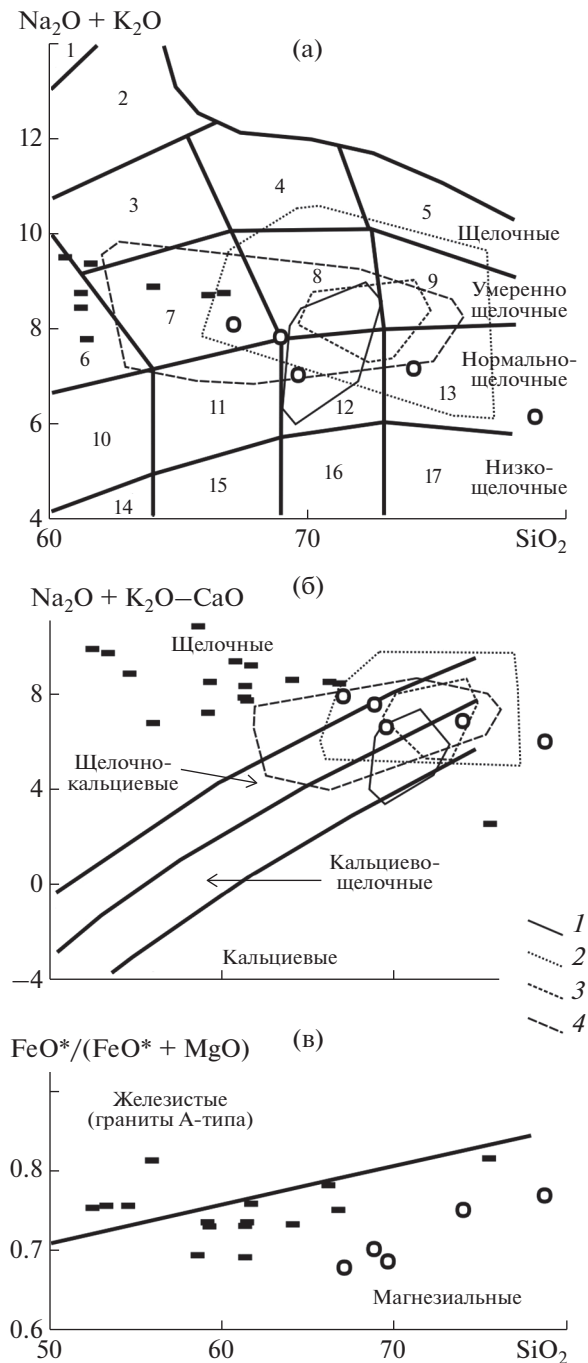 Na₂O + K₂O
(а)
14
12
10
8
6
4
1
2
3
4
5
Щелочные
8
9
Умеренно
щелочные
7
6
Нормально-
щелочные
13
11
12
10
16
17
15
14
Низко-
щелочные
60
70
SiO₂
(б)
Na₂O + K₂O–CaO
Щелочные
8
4
0
−4
Щелочно-
кальциевые
Кальциево-
щелочные
Кальциевые
60
70
1
2
3
4
FeO*/(FeO* + MgO)
(в)
Железистые
(граниты А-типа)
0.8
0.7
0.6
Магнезиальные
50
60
70
SiO₂